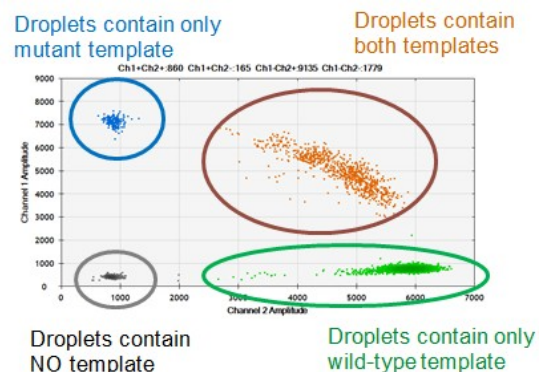 Droplets contain only
mutant template
Droplets contain
both templates
Ch1+Ch2+:860 Ch1+Ch2-:165 Ch1-Ch2+:9135 Ch1-Ch2-:1779
9000
8000
7000
6000
5000
4000
3000
2000
1000
0
Channel 1 Amplitude
0
1000
2000
3000
4000
5000
6000
7000
Channel 2 Amplitude
Droplets contain
NO template
Droplets contain only
wild-type template